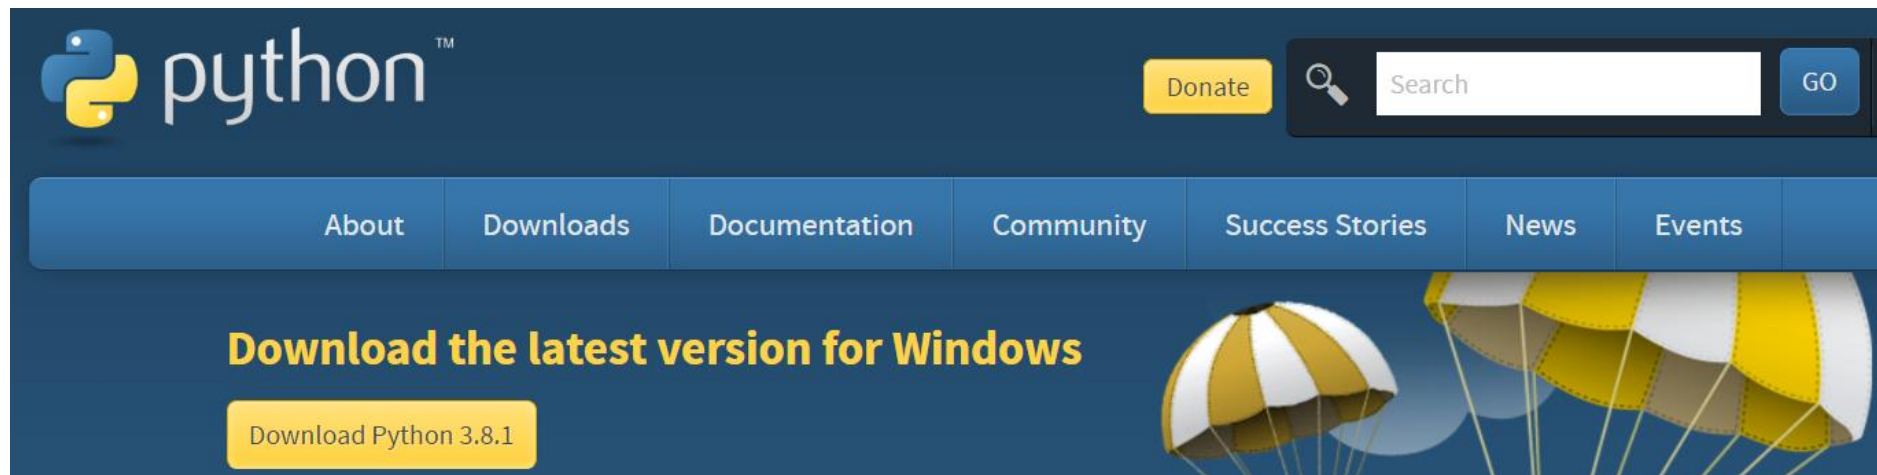 python™
Donate
Search
GO
About
Downloads
Documentation
Community
Success Stories
News
Events
Download the latest version for Windows
Download Python 3.8.1